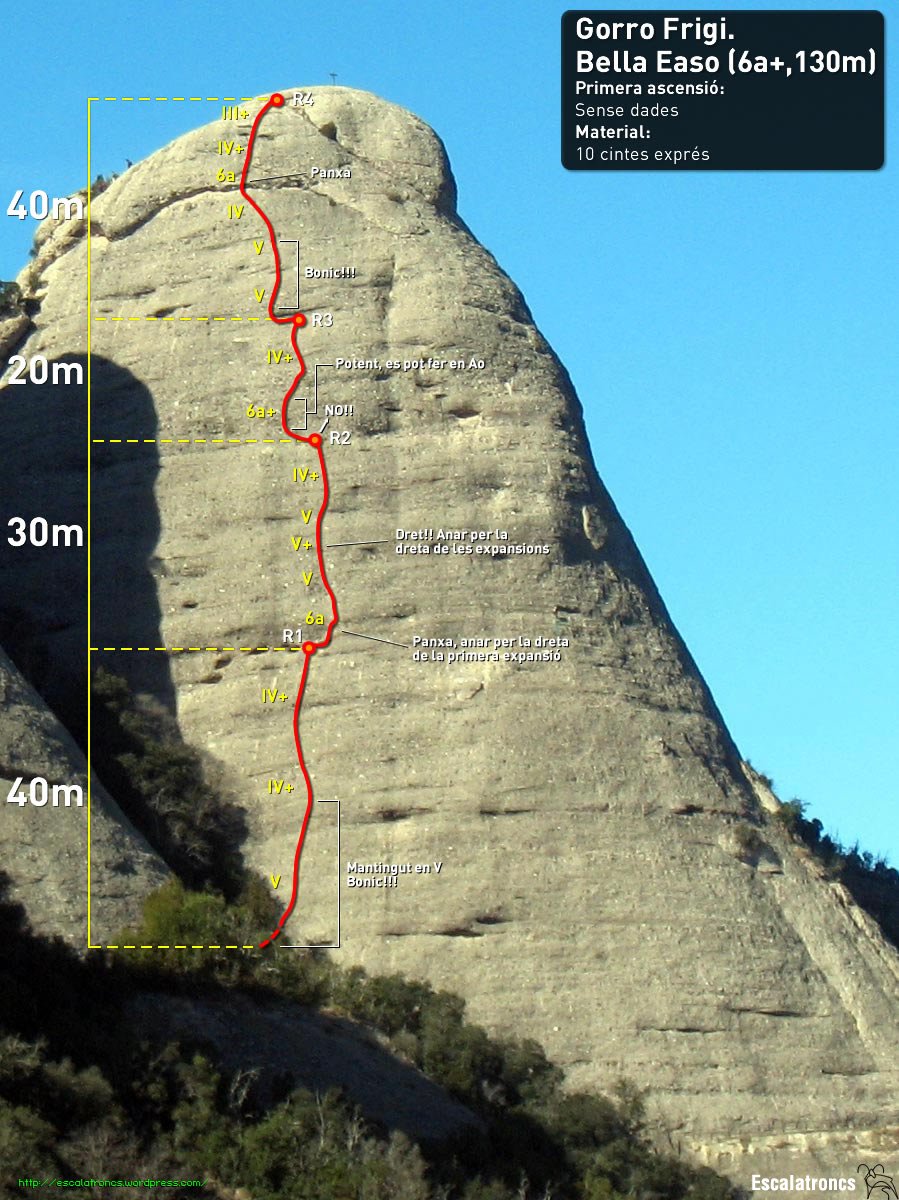 Gorro Frigi.
Bella Easo (6a+,130m)
Primera ascensió:
Sense dades
Material:
10 cintes exprés
R4
III+
IV+
6a
Panxa
40m
IV
V
Bonic!!!
V
R3
IV+
20m
Potent, es pot fer en Ao
6a+
NO!!
R2
IV+
V
30m
V+
Dret!! Anar per la
dreta de les expansions
V
6a
R1
Panxa, anar per la dreta
de la primera expansió
IV+
IV+
40m
Mantingut en V
Bonic!!!
V
http://escalatroncs.wordpress.com/
Escalatroncs